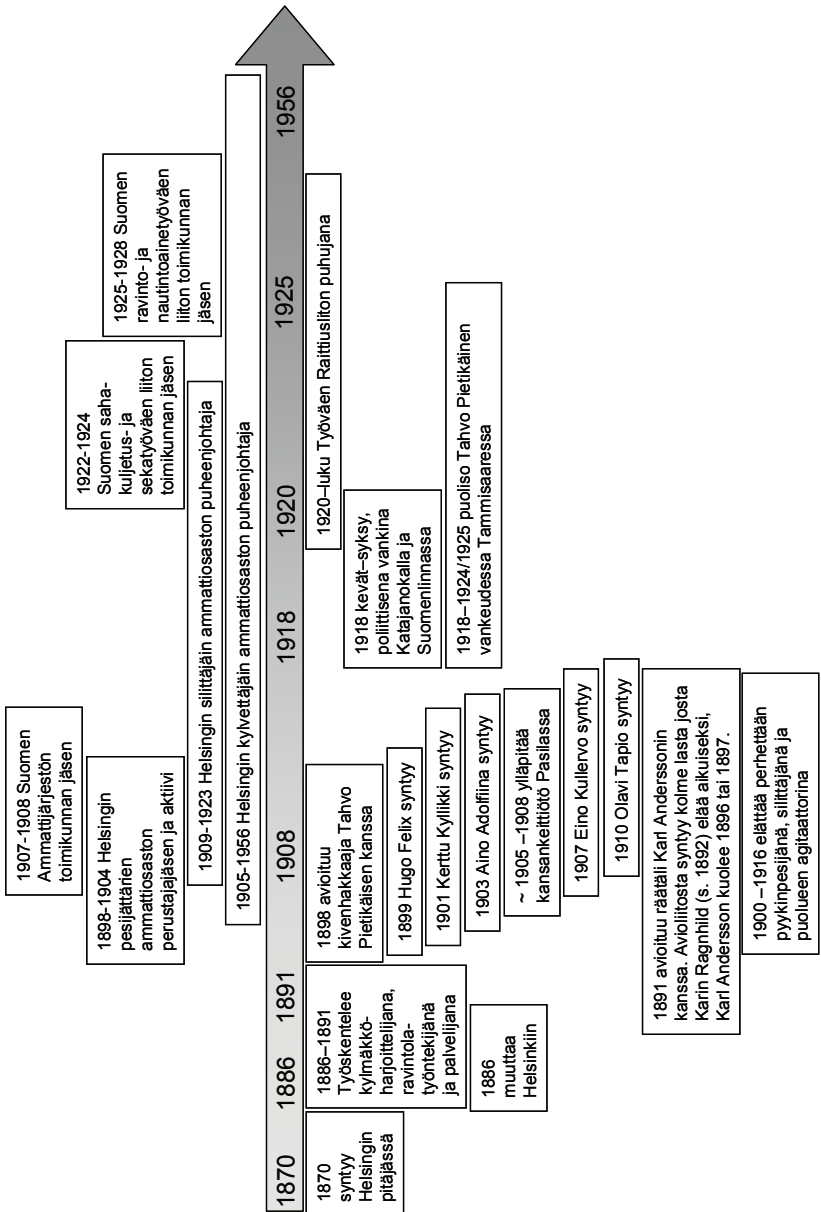 1907-1908 Suomen
Ammattijärjestön
toimikunnan jäsen
1898-1904 Helsingin
pesijättärien
ammattiosaston
perustajajäsen ja aktiivi
1922-1924
Suomen saha-
kuljetus- ja
sekatyöväen liiton
toimikunnan jäsen
1925-1928 Suomen
ravinto- ja
nautintoainetyöväen
liiton toimikunnan
jäsen
1909-1923 Helsingin silittäjäin ammattiosaston puheenjohtaja
1905-1956 Helsingin kylvettäjäin ammattiosaston puheenjohtaja
1870 1886 1891 1908 1918 1920 1925 1956
1870
syntyy
Helsingin
pitäjässä
1886–1891
Työskentelee
kylmäkkö-
harjoittelijana,
ravintola-
työntekijänä
ja palvelijana
1886
muuttaa
Helsinkiin
1898 avioituu
kivenhakkaaja Tahvo
Pietikäisen kanssa
1899 Hugo Felix syntyy
1901 Kerttu Kyllikki syntyy
1903 Aino Adolfiina syntyy
~ 1905 –1908 ylläpitää
kansankeittiötö Pasilassa
1907 Eino Kullervo syntyy
1910 Olavi Tapio syntyy
1891 avioituu räätäli Karl Anderssonin
kanssa. Avioliitosta syntyy kolme lasta josta
Karin Ragnhild (s. 1892) elää aikuiseksi,
Karl Andersson kuolee 1896 tai 1897.
1900 –1916 elättää perhettään
pyykinpesijänä, silittäjänä ja
puolueen agitaattorina
1920–luku Työväen Raittiusliton puhujana
1918 kevät–syksy,
poliittisena vankina
Katajanokalla ja
Suomenlinnassa
1918–1924/1925 puoliso Tahvo Pietikäinen
vankeudessa Tammisaaressa